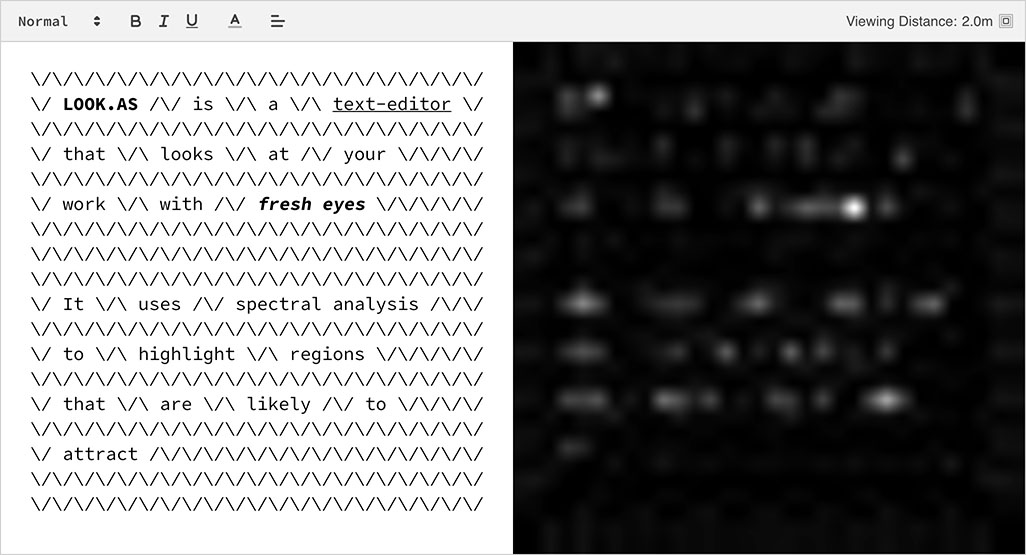 Normal B I U A Viewing Distance: 2.0m
\/\/\/\/\/\/\/\/\/\/\/\/\/\/\/\/\/\/\/\/\/
\/ LOOK.AS /\/ is \/\ a \/\ text-editor \/
\/\/\/\/\/\/\/\/\/\/\/\/\/\/\/\/\/\/\/\/\/
\/ that \/\ looks \/\ at /\/ your \/\/\/\/
\/\/\/\/\/\/\/\/\/\/\/\/\/\/\/\/\/\/\/\/\/
\/ work \/\ with /\/ fresh eyes \/\/\/\/\/
\/\/\/\/\/\/\/\/\/\/\/\/\/\/\/\/\/\/\/\/\/
\/\/\/\/\/\/\/\/\/\/\/\/\/\/\/\/\/\/\/\/\/
\/\/\/\/\/\/\/\/\/\/\/\/\/\/\/\/\/\/\/\/\/
\/ It \/\ uses /\/ spectral analysis /\/\/
\/\/\/\/\/\/\/\/\/\/\/\/\/\/\/\/\/\/\/\/\/
\/ to \/\ highlight \/\ regions \/\/\/\/\/
\/\/\/\/\/\/\/\/\/\/\/\/\/\/\/\/\/\/\/\/\/
\/ that \/\ are \/\ likely /\/ to \/\/\/\/
\/\/\/\/\/\/\/\/\/\/\/\/\/\/\/\/\/\/\/\/\/
\/ attract /\/\/\/\/\/\/\/\/\/\/\/\/\/\/\/
\/\/\/\/\/\/\/\/\/\/\/\/\/\/\/\/\/\/\/\/\/
\/\/\/\/\/\/\/\/\/\/\/\/\/\/\/\/\/\/\/\/\/